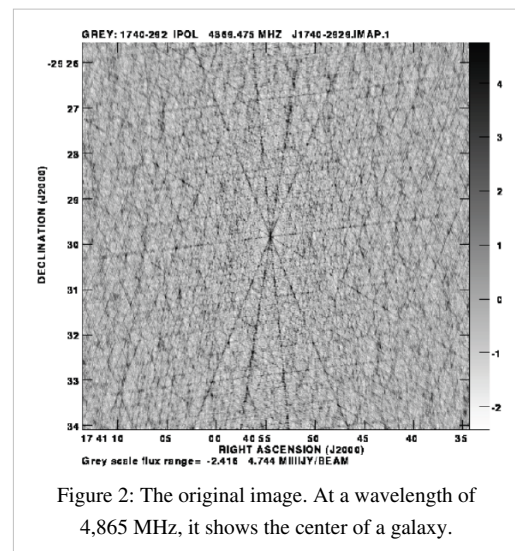 GREY: 1740-292 IPOL 4866.475 MHZ J1740-2929.IMAP.1
-25 26
27
28
29
30
31
32
33
34
DECLINATION (J2000)
17 41 10 05 00 40 55 50 45 40 35
RIGHT ASCENSION (J2000)
Grey scale flux range= -2.416 4.744 MILLIJY/BEAM
4
3
2
1
0
-1
-2
Figure 2: The original image. At a wavelength of
4,865 MHz, it shows the center of a galaxy.